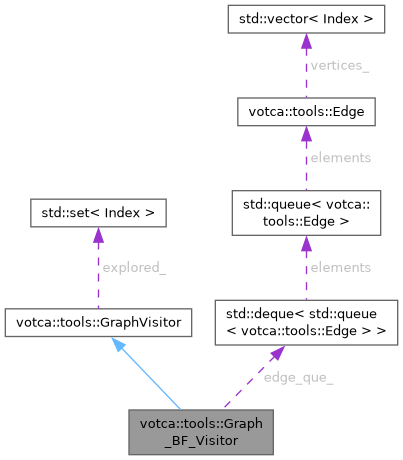 std::vector< Index >
vertices_
votca::tools::Edge
elements
std::queue< votca::
tools::Edge >
std::set< Index >
explored_
elements
votca::tools::GraphVisitor
std::deque< std::queue
< votca::tools::Edge > >
edge_que_
votca::tools::Graph
_BF_Visitor